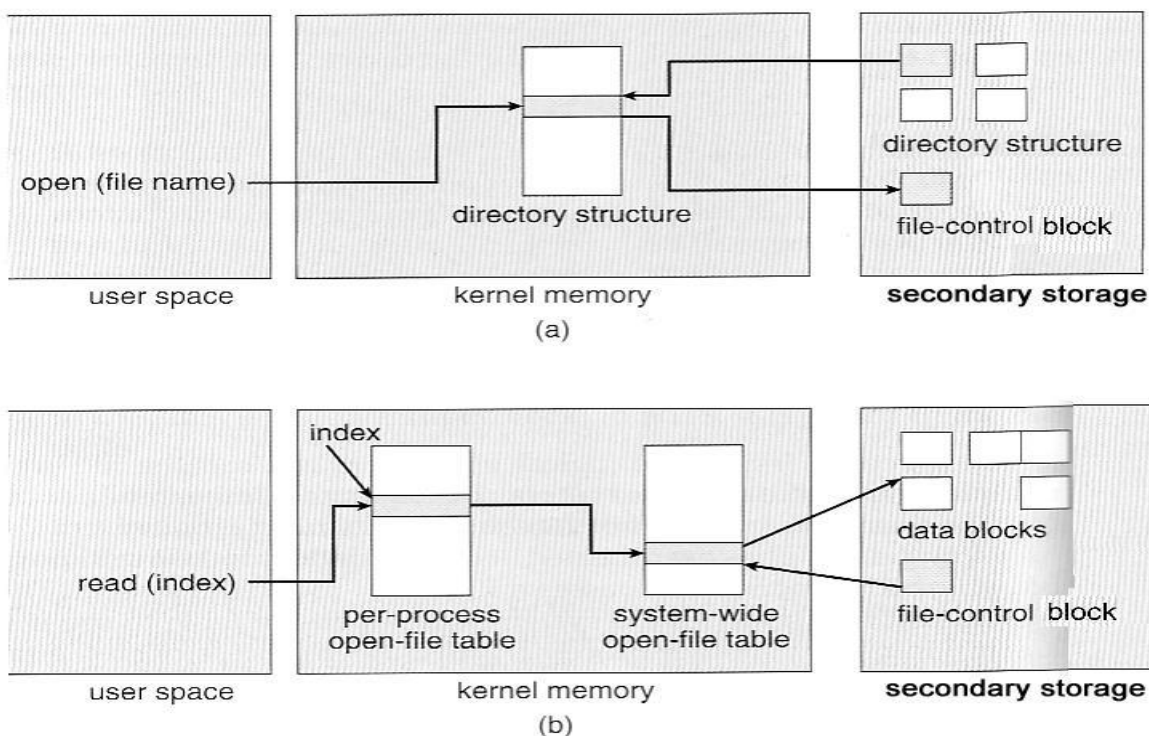 directory structure
open (file name)
directory structure
file-control block
user space
kernel memory
secondary storage
(a)
index
data blocks
read (index)
per-process
open-file table
system-wide
open-file table
file-control block
user space
kernel memory
secondary storage
(b)